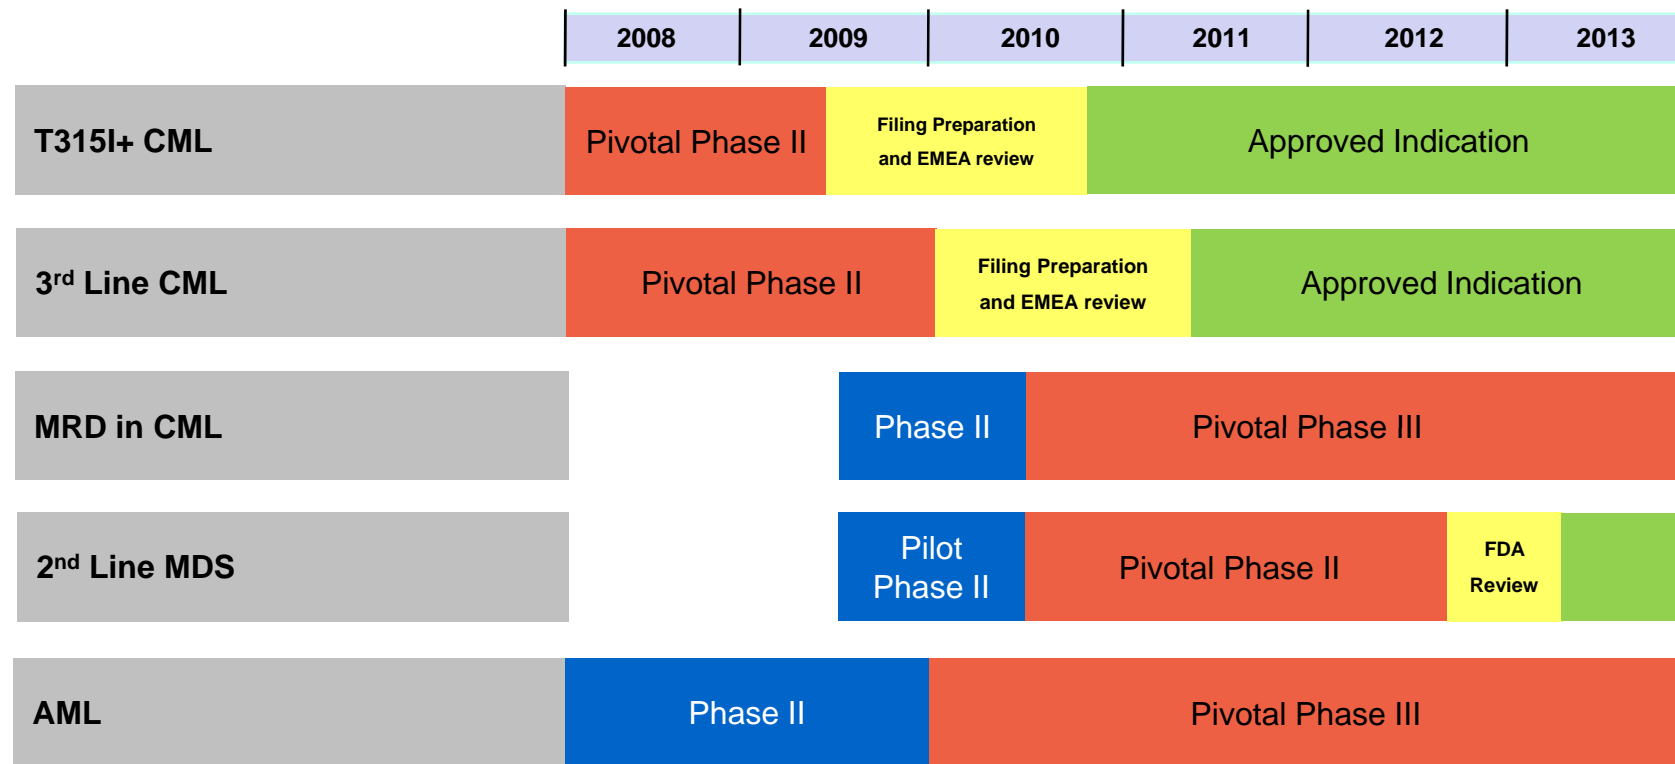 2008 2009 2010 2011 2012 2013
T315I+ CML
Pivotal Phase II
Filing Preparation
and EMEA review
Approved Indication
3rd Line CML
Pivotal Phase II
Filing Preparation
and EMEA review
Approved Indication
MRD in CML
Phase II
Pivotal Phase III
2nd Line MDS
Pilot
Phase II
Pivotal Phase II
FDA
Review
AML
Phase II
Pivotal Phase III